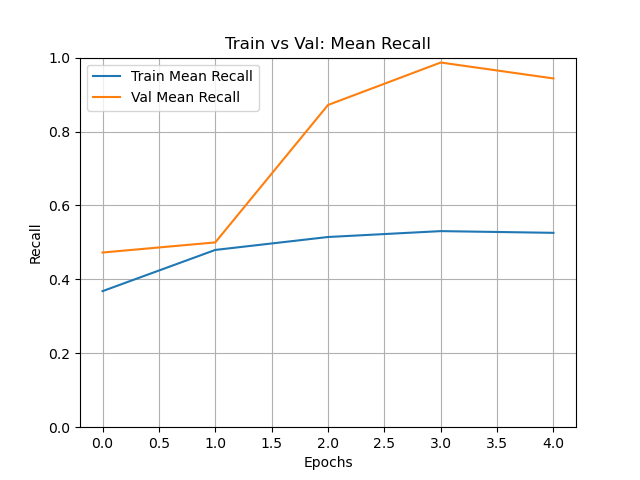 Train vs Val: Mean Recall
Train Mean Recall
Val Mean Recall
1.0
0.8
0.6
0.4
0.2
0.0
Recall
0.0 0.5 1.0 1.5 2.0 2.5 3.0 3.5 4.0
Epochs